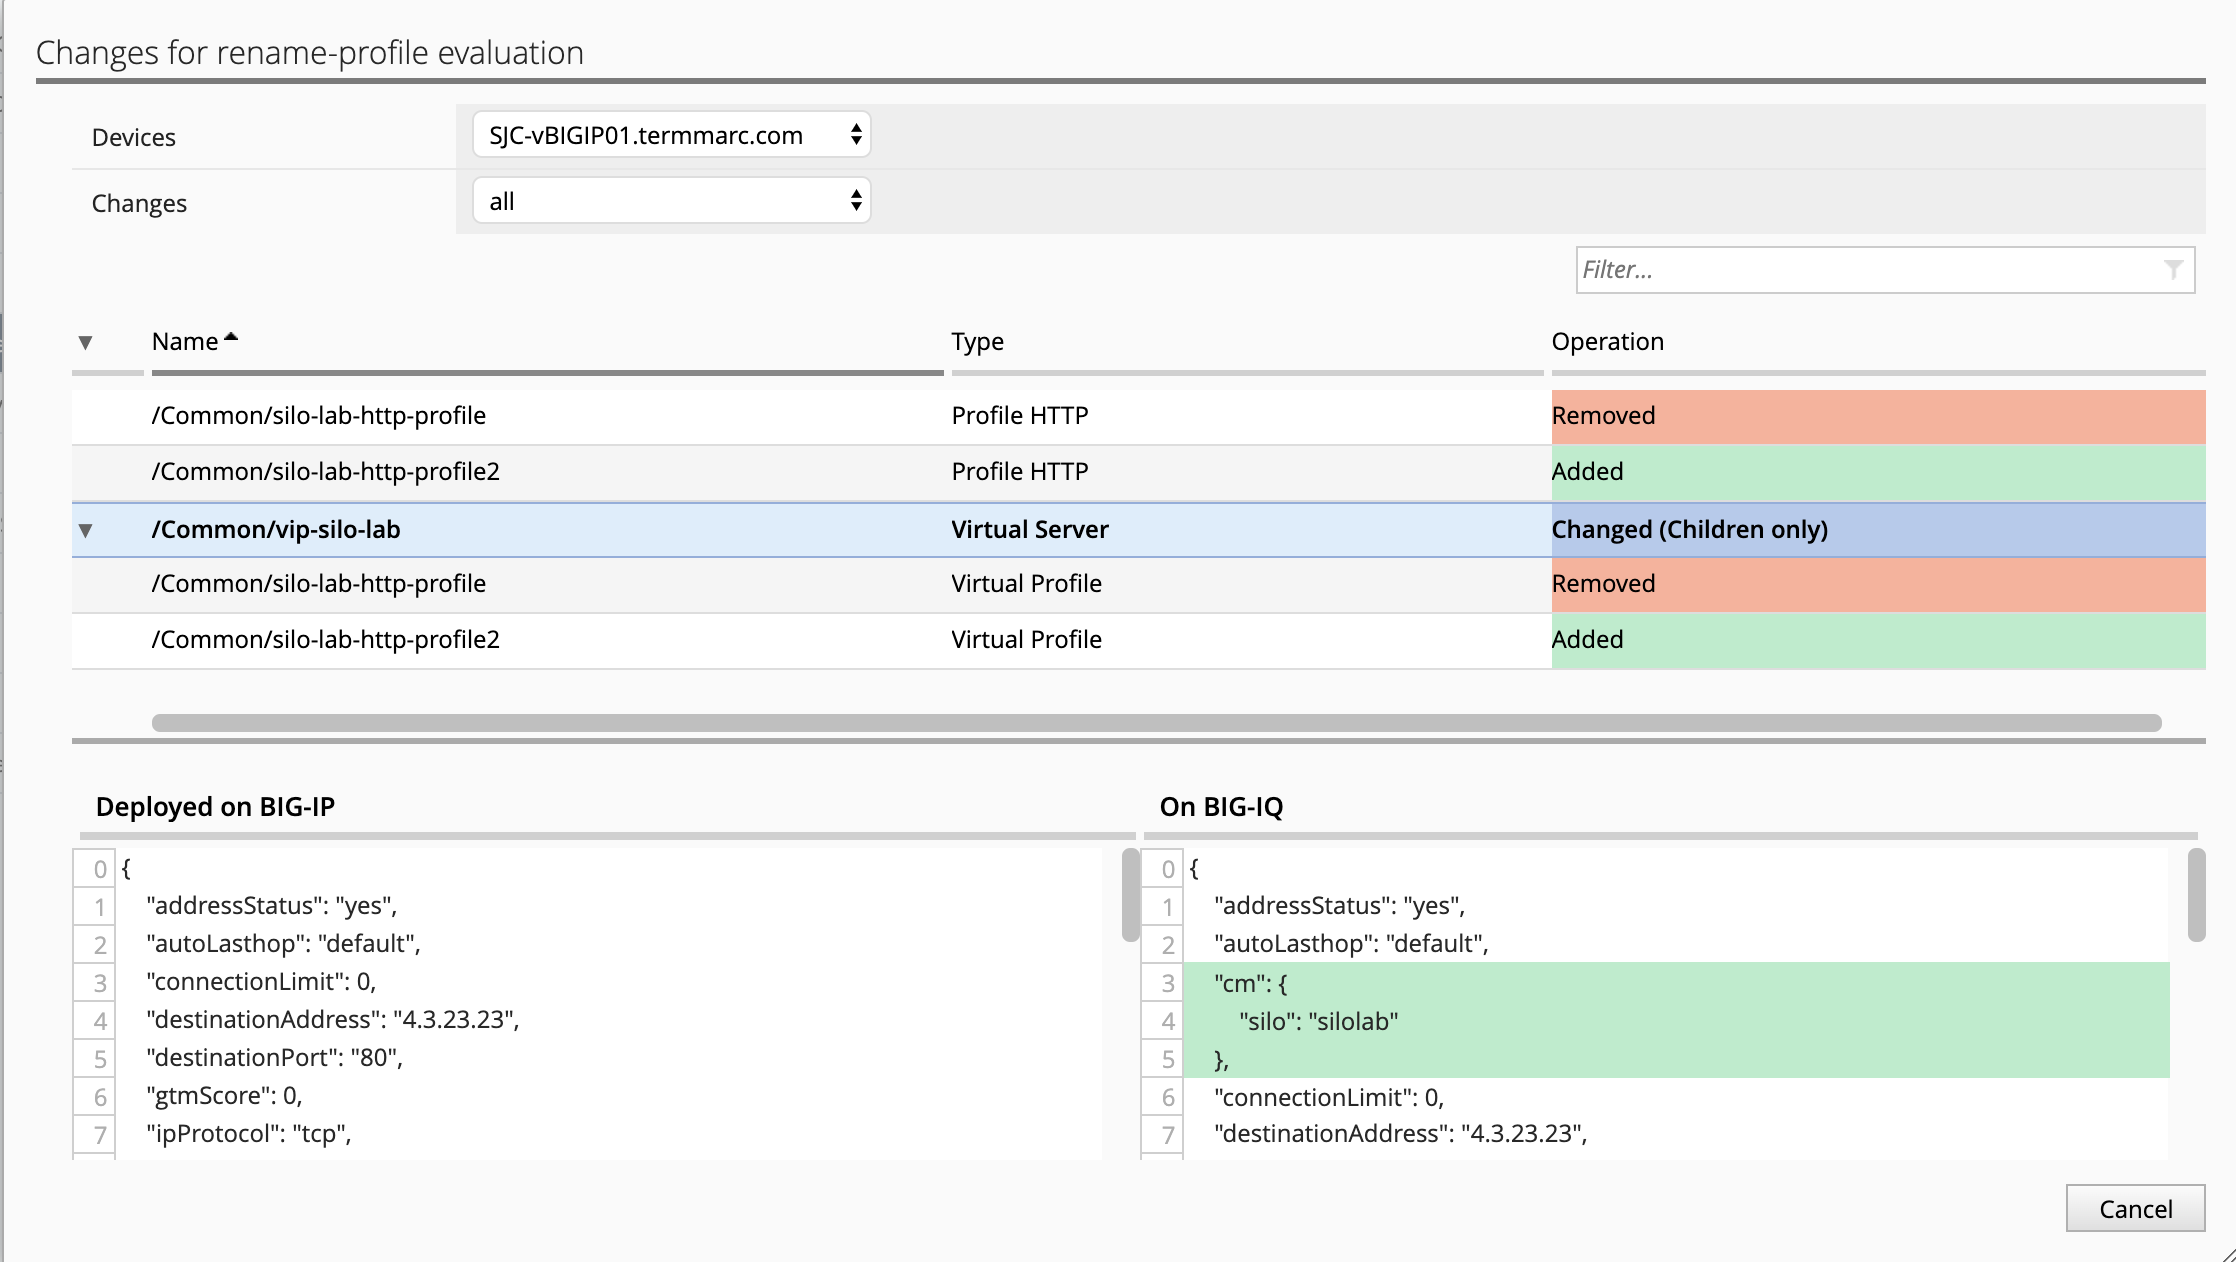 Changes for rename-profile evaluation
Devices SJC-vBIGIP01.termmarc.com
Changes all
Filter...
Name Type Operation
/Common/silo-lab-http-profile Profile HTTP Removed
/Common/silo-lab-http-profile2 Profile HTTP Added
/Common/vip-silo-lab Virtual Server Changed (Children only)
/Common/silo-lab-http-profile Virtual Profile Removed
/Common/silo-lab-http-profile2 Virtual Profile Added
Deployed on BIG-IP
0 {
1 "addressStatus": "yes",
2 "autoLasthop": "default",
3 "connectionLimit": 0,
4 "destinationAddress": "4.3.23.23",
5 "destinationPort": "80",
6 "gtmScore": 0,
7 "ipProtocol": "tcp",
On BIG-IQ
0 {
1 "addressStatus": "yes",
2 "autoLasthop": "default",
3 "cm": {
4 "silo": "silolab"
5 },
6 "connectionLimit": 0,
7 "destinationAddress": "4.3.23.23",
Cancel